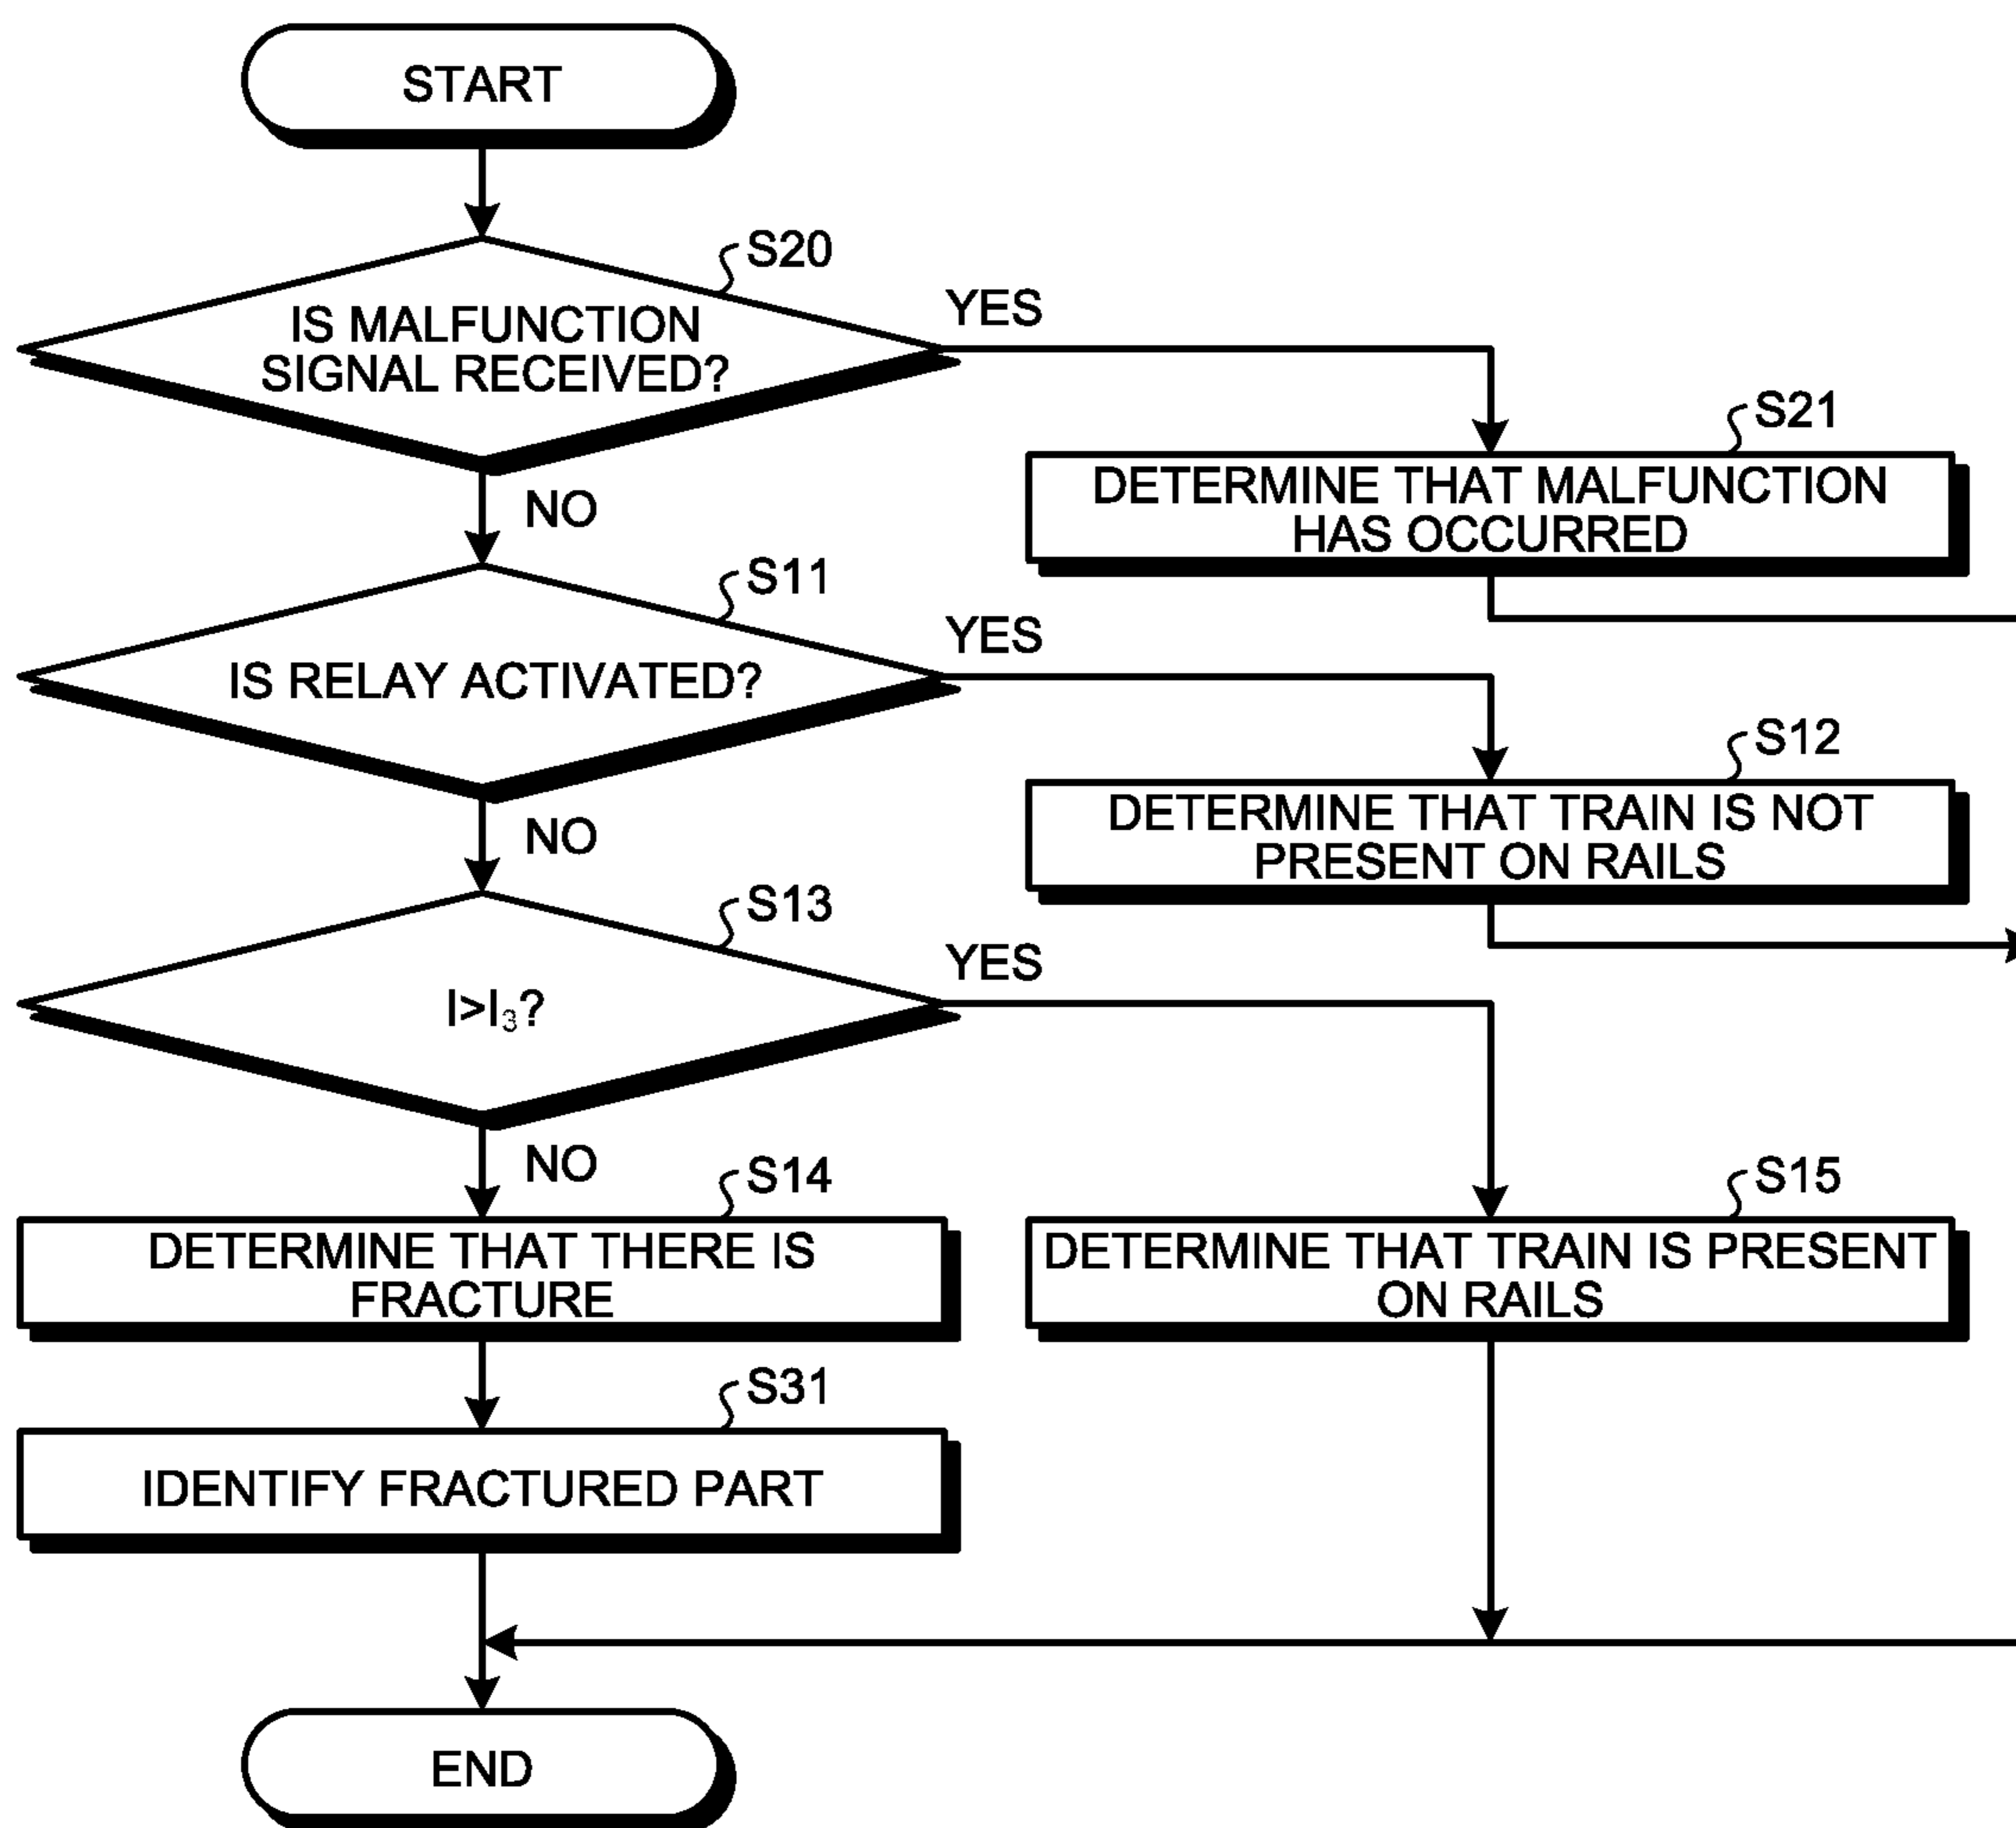 START
S20
IS MALFUNCTION
SIGNAL RECEIVED?
YES
NO
S21
DETERMINE THAT MALFUNCTION
HAS OCCURRED
S11
IS RELAY ACTIVATED?
YES
NO
S12
DETERMINE THAT TRAIN IS NOT
PRESENT ON RAILS
S13
I>I₃?
YES
NO
S14
DETERMINE THAT THERE IS
FRACTURE
S15
DETERMINE THAT TRAIN IS PRESENT
ON RAILS
S31
IDENTIFY FRACTURED PART
END